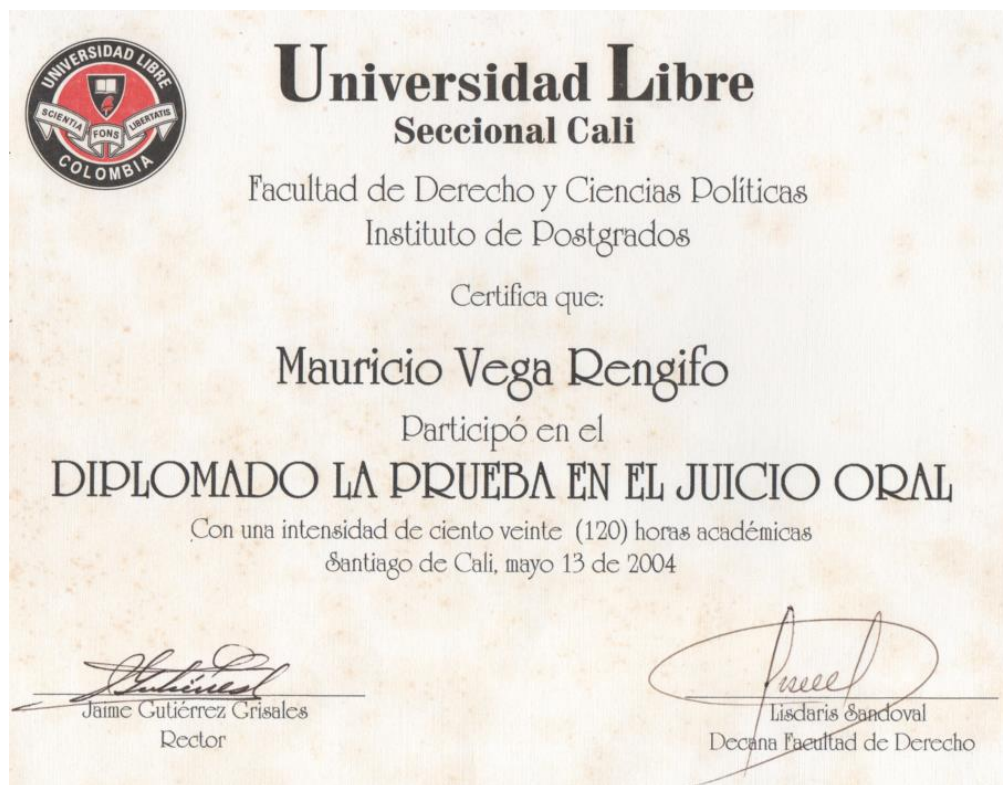 UNIVERSIDAD LIBRE
SCIENTIA FONS LIBERTATIS
COLOMBIA
Universidad Libre
Seccional Cali
Facultad de Derecho y Ciencias Políticas
Instituto de Postgrados
Certifica que:
Mauricio Vega Rengifo
Participó en el
DIPLOMADO LA PRUEBA EN EL JUICIO ORAL
Con una intensidad de ciento veinte (120) horas académicas
Santiago de Cali, mayo 13 de 2004
Jaime Gutiérrez Grisales
Rector
Lisdaris Sandoval
Decana Facultad de Derecho